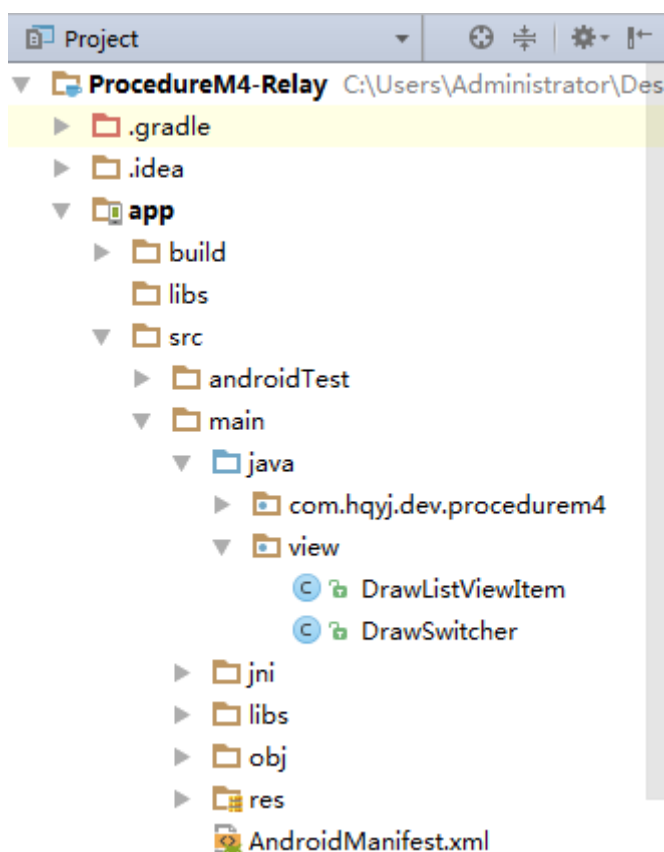 Project
ProcedureM4-Relay C:\Users\Administrator\Des
.gradle
.idea
app
build
libs
src
androidTest
main
java
com.hqyj.dev.procedurem4
view
C DrawListViewItem
C DrawSwitcher
jni
libs
obj
res
AndroidManifest.xml